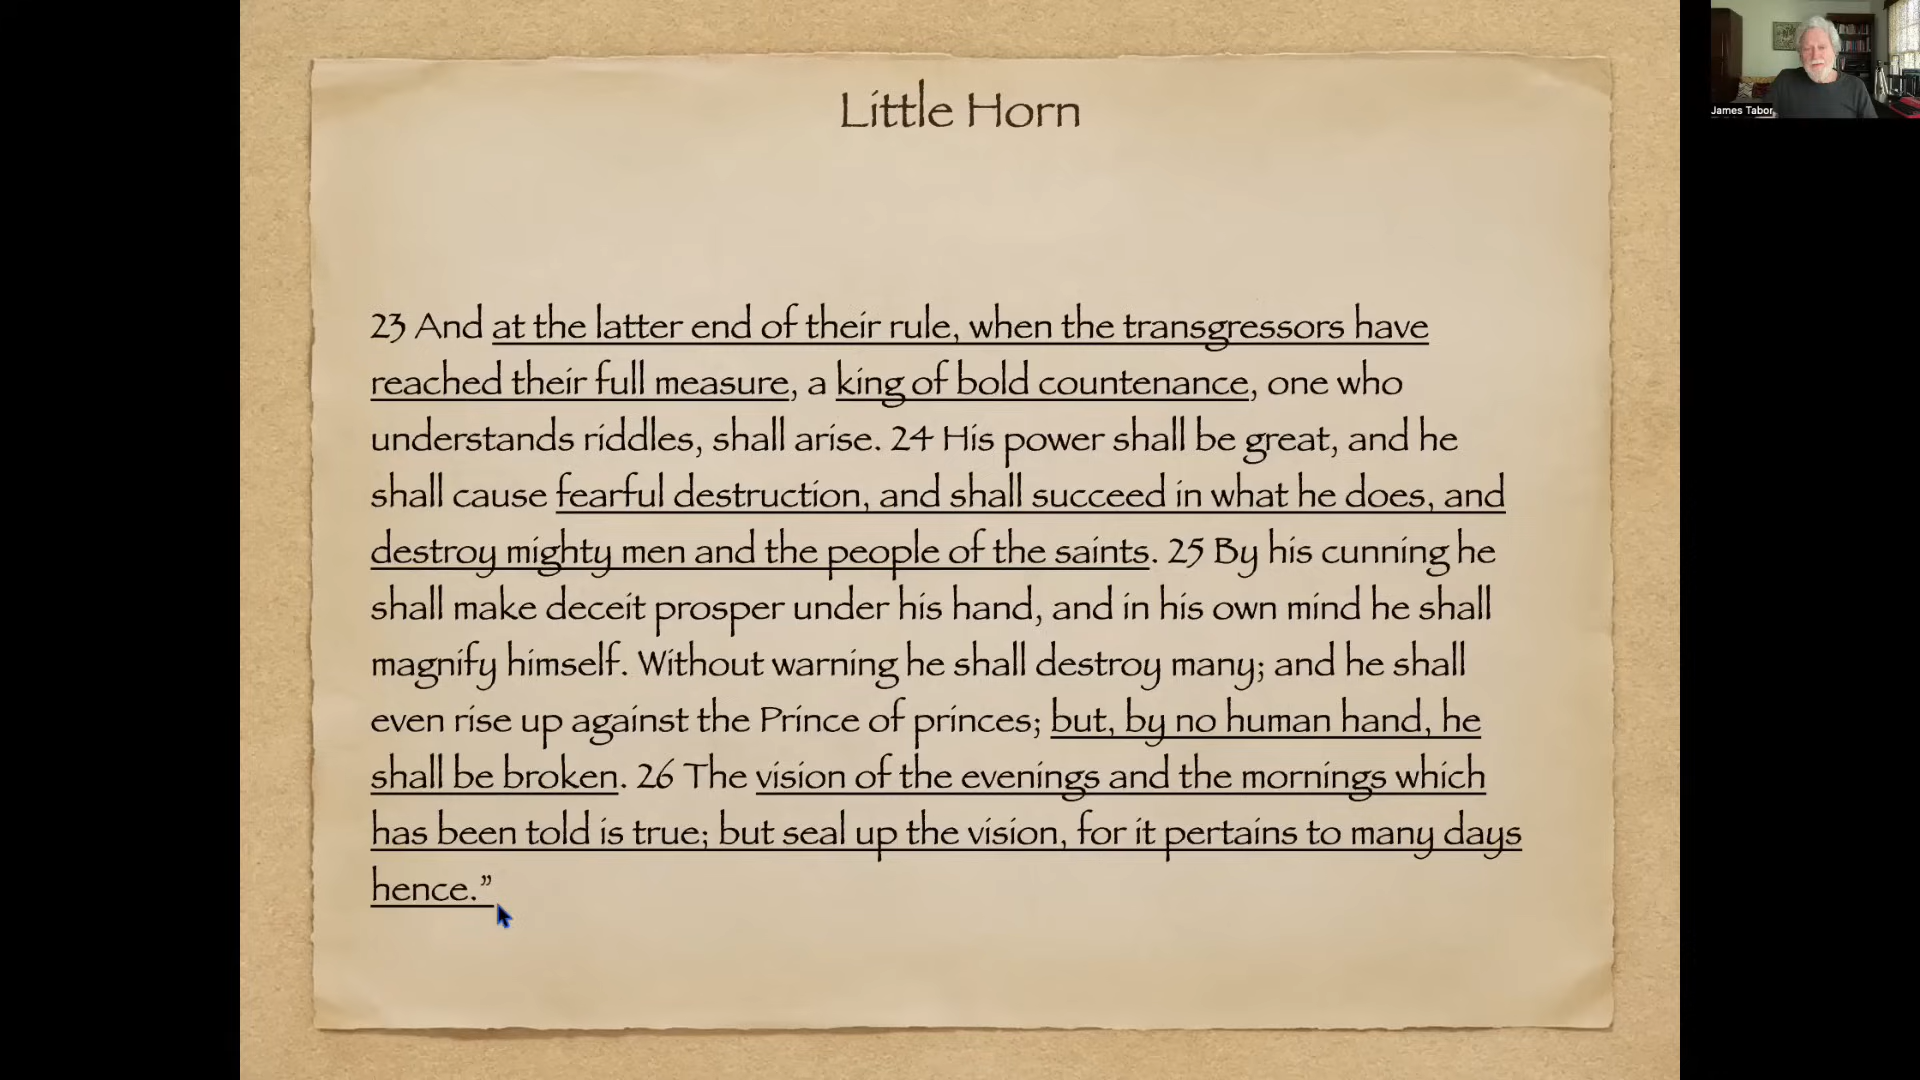 Little Horn
23 And at the latter end of their rule, when the transgressors have
reached their full measure, a king of bold countenance, one who
understands riddles, shall arise. 24 His power shall be great, and he
shall cause fearful destruction, and shall succeed in what he does, and
destroy mighty men and the people of the saints. 25 By his cunning he
shall make deceit prosper under his hand, and in his own mind he shall
magnify himself. Without warning he shall destroy many; and he shall
even rise up against the Prince of princes; but, by no human hand, he
shall be broken. 26 The vision of the evenings and the mornings which
has been told is true; but seal up the vision, for it pertains to many days
hence.”
James Tabor